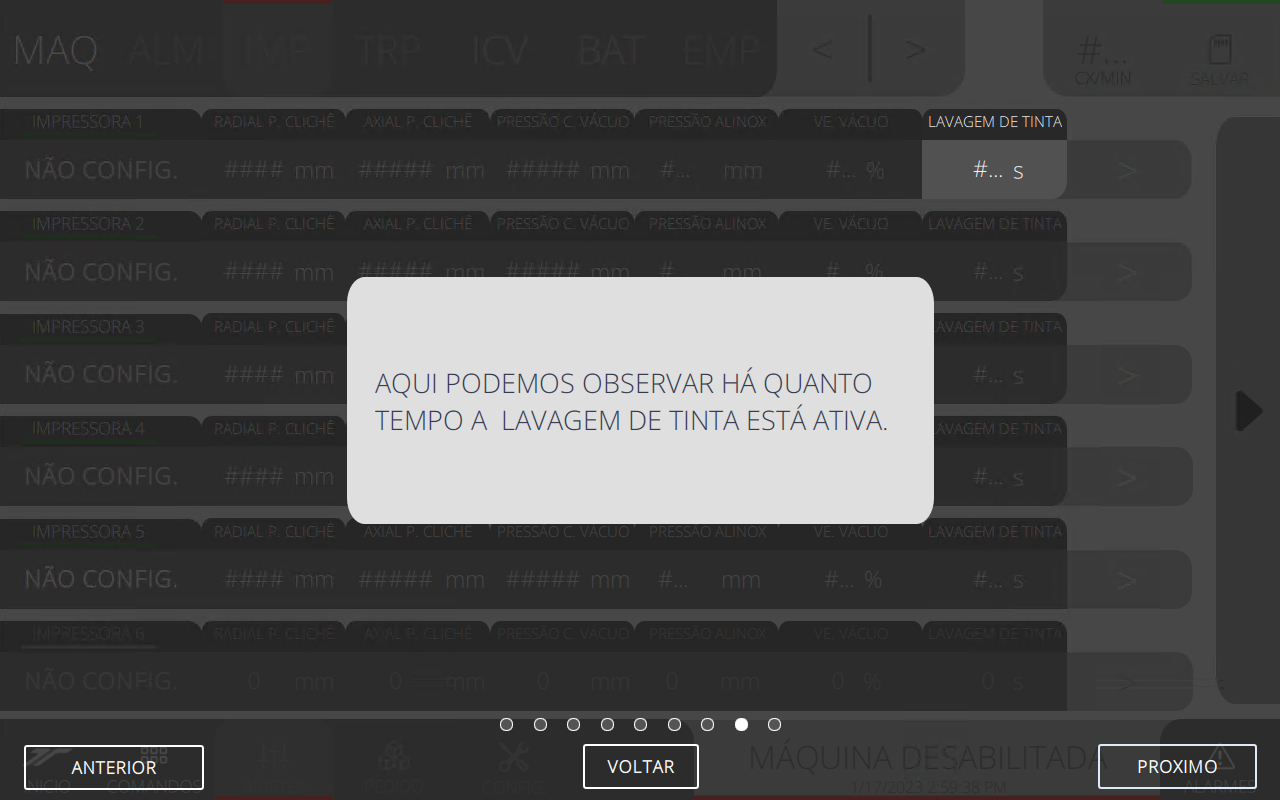 MAQ ALM IMP TRP ICV BAT EMP < > #... CX/MIN SALVAR
IMPRESSORA 1 RADIAL P. CLICHÊ AXIAL P. CLICHÊ PRESSÃO C. VÁCUO PRESSÃO ALINOX VE. VÁCUO LAVAGEM DE TINTA
NÃO CONFIG. #### mm ##### mm ##### mm #... mm #... % #... s >
IMPRESSORA 2 RADIAL P. CLICHÊ AXIAL P. CLICHÊ PRESSÃO C. VÁCUO PRESSÃO ALINOX VE. VÁCUO LAVAGEM DE TINTA
NÃO CONFIG. #### mm ##### mm ##### mm #... mm #... % #... s >
IMPRESSORA 3 RADIAL P. CLICHÊ LAVAGEM DE TINTA
NÃO CONFIG. #### mm #... s >
AQUI PODEMOS OBSERVAR HÁ QUANTO
TEMPO A LAVAGEM DE TINTA ESTÁ ATIVA.
IMPRESSORA 4 RADIAL P. CLICHÊ LAVAGEM DE TINTA
NÃO CONFIG. #### mm #... s >
IMPRESSORA 5 RADIAL P. CLICHÊ AXIAL P. CLICHÊ PRESSÃO C. VÁCUO PRESSÃO ALINOX VE. VÁCUO LAVAGEM DE TINTA
NÃO CONFIG. #### mm ##### mm ##### mm #... mm #... % #... s >
IMPRESSORA 6 RADIAL P. CLICHÊ AXIAL P. CLICHÊ PRESSÃO C. VÁCUO PRESSÃO ALINOX VE. VÁCUO LAVAGEM DE TINTA
NÃO CONFIG. 0 mm 0 mm 0 mm 0 mm 0 % 0 s >
MÁQUINA DESABILITADA
ANTERIOR VOLTAR PROXIMO
INICIO COMANDOS PEDIDO CONFIG 1/17/2023 2:59:38 PM ALARMES